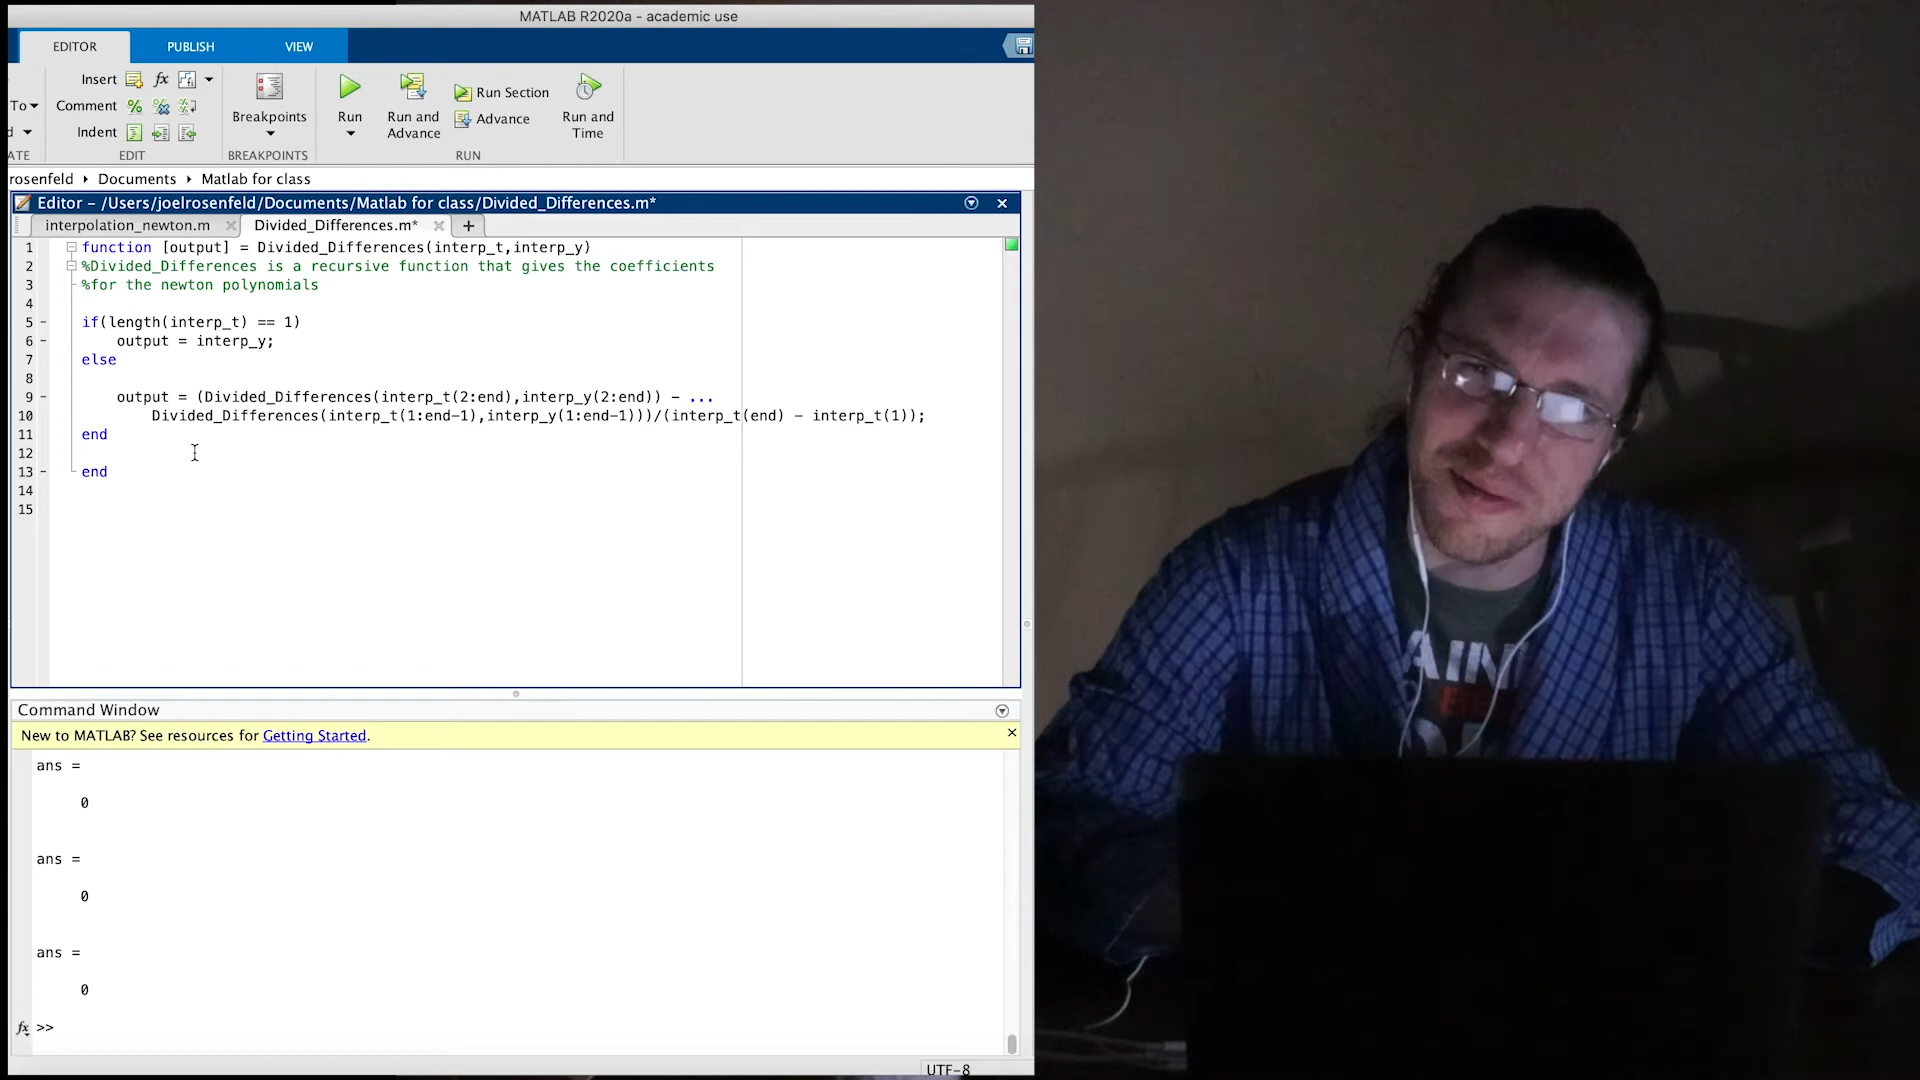 MATLAB R2020a - academic use
EDITOR PUBLISH VIEW
Insert fx
To Comment %
d Indent
Breakpoints
Run
Run and Advance
Run Section
Advance
Run and Time
ATE EDIT BREAKPOINTS RUN
rosenfeld ▸ Documents ▸ Matlab for class
Editor – /Users/joelrosenfeld/Documents/Matlab for class/Divided_Differences.m*
interpolation_newton.m Divided_Differences.m* +
1 function [output] = Divided_Differences(interp_t,interp_y)
2 %Divided_Differences is a recursive function that gives the coefficients
3 %for the newton polynomials
4
5 – if(length(interp_t) == 1)
6 – output = interp_y;
7 else
8
9 – output = (Divided_Differences(interp_t(2:end),interp_y(2:end)) – ...
10 Divided_Differences(interp_t(1:end–1),interp_y(1:end–1)))/(interp_t(end) – interp_t(1));
11 end
12
13 – end
14
15
Command Window
New to MATLAB? See resources for Getting Started.
ans =
0
ans =
0
ans =
0
fx >>
UTF-8